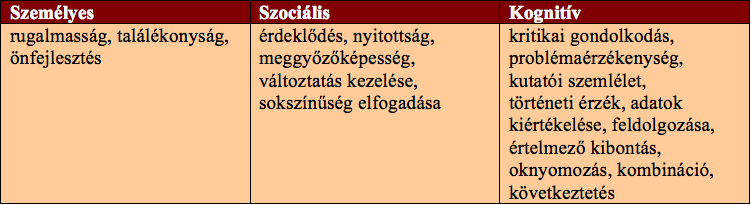 Személyes
rugalmasság, találékonyság,
önfejlesztés
Szociális
érdeklődés, nyitottság,
meggyőzőképesség,
változtatás kezelése,
sokszínűség elfogadása
Kognitív
kritikai gondolkodás,
problémaérzékenység,
kutatói szemlélet,
történeti érzék, adatok
kiértékelése, feldolgozása,
értelmező kibontás,
oknyomozás, kombináció,
következtetés